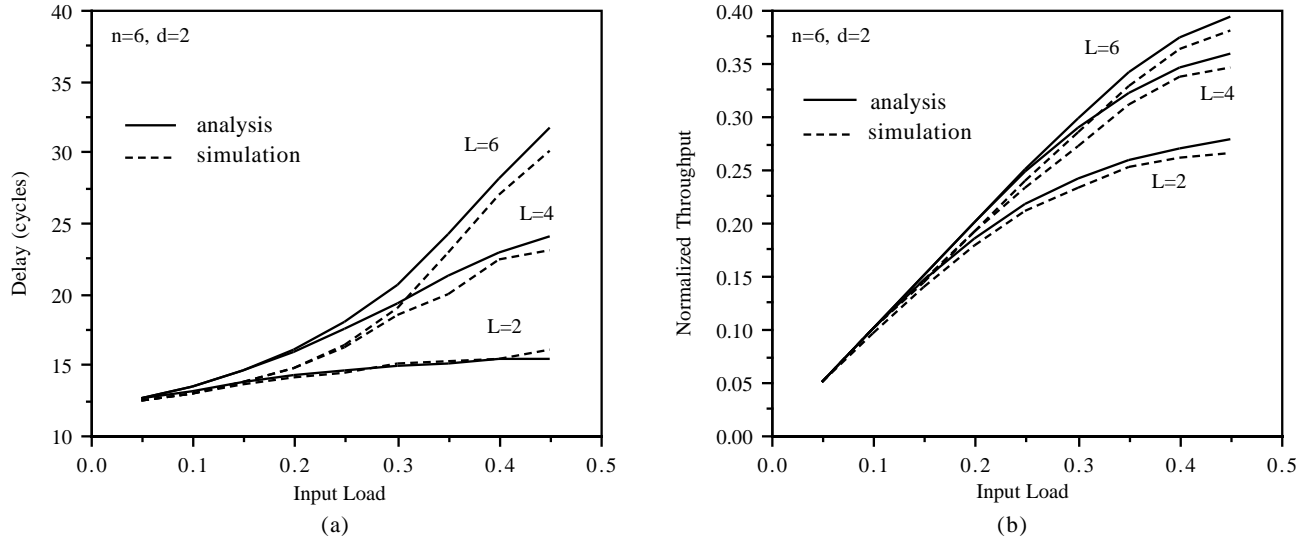 n=6, d=2
analysis
simulation
L=6
L=4
L=2
Delay (cycles)
40
35
30
25
20
15
10
0.0 0.1 0.2 0.3 0.4 0.5
Input Load
(a)
n=6, d=2
analysis
simulation
L=6
L=4
L=2
Normalized Throughput
0.40
0.35
0.30
0.25
0.20
0.15
0.10
0.05
0.00
0.0 0.1 0.2 0.3 0.4 0.5
Input Load
(b)